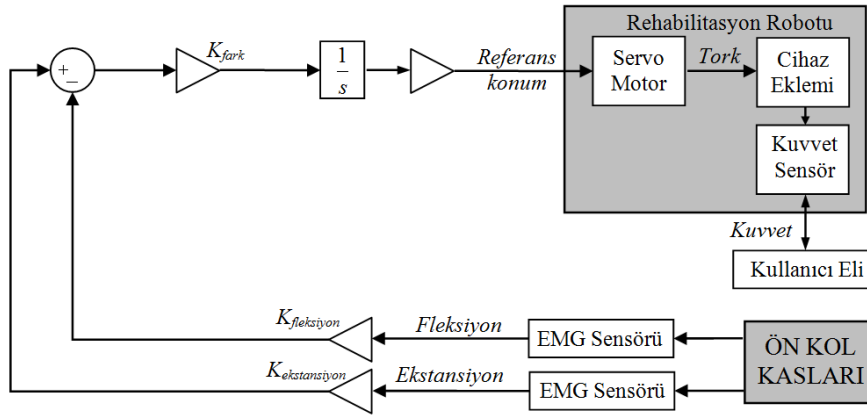 Rehabilitasyon Robotu
+
−
K_fark
1
s
Referans
konum
Servo
Motor
Tork
Cihaz
Eklemi
Kuvvet
Sensör
Kuvvet
Kullanıcı Eli
K_fleksiyon
Fleksiyon
EMG Sensörü
K_ekstansiyon
Ekstansiyon
EMG Sensörü
ÖN KOL
KASLARI